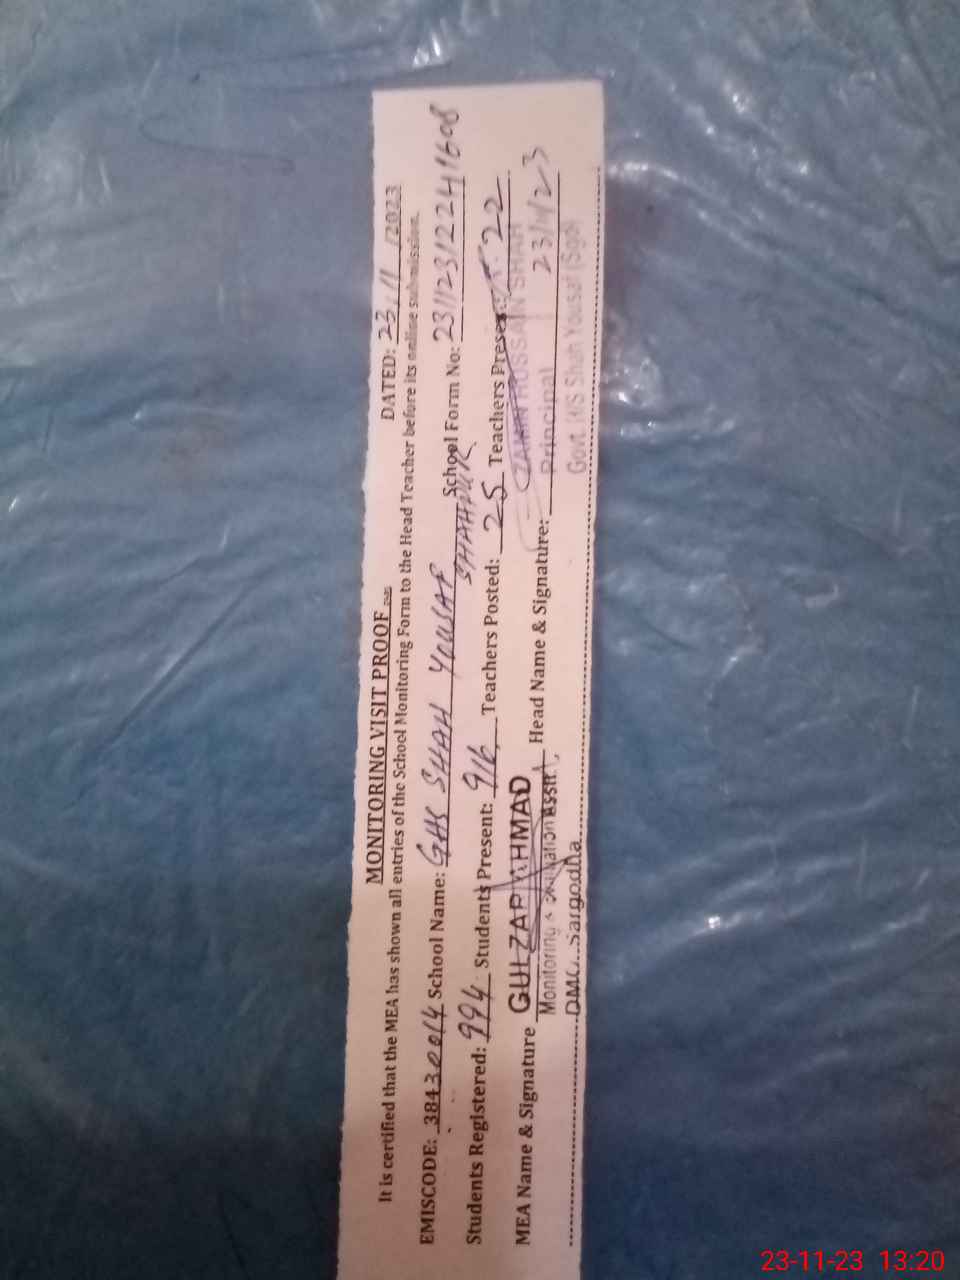 MONITORING VISIT PROOF
DATED: 23/11/2023
It is certified that the MEA has shown all entries of the School Monitoring Form to the Head Teacher before its online submission.
EMISCODE: 38430014 School Name: GHS SHAH YOUSAF SHAHPUR School Form No: 231123122441608
Students Registered: 994 Students Present: 916 Teachers Posted: 25 Teachers Present: 22
MEA Name & Signature GULZAR AHMAD Head Name & Signature: ZAMIN HUSSAIN SHAH
Monitoring & Evaluation Asstt. Principal 23/11/23
DMO Sargodha Govt. H/S Shah Yousaf (Sgd)
23-11-23 13:20